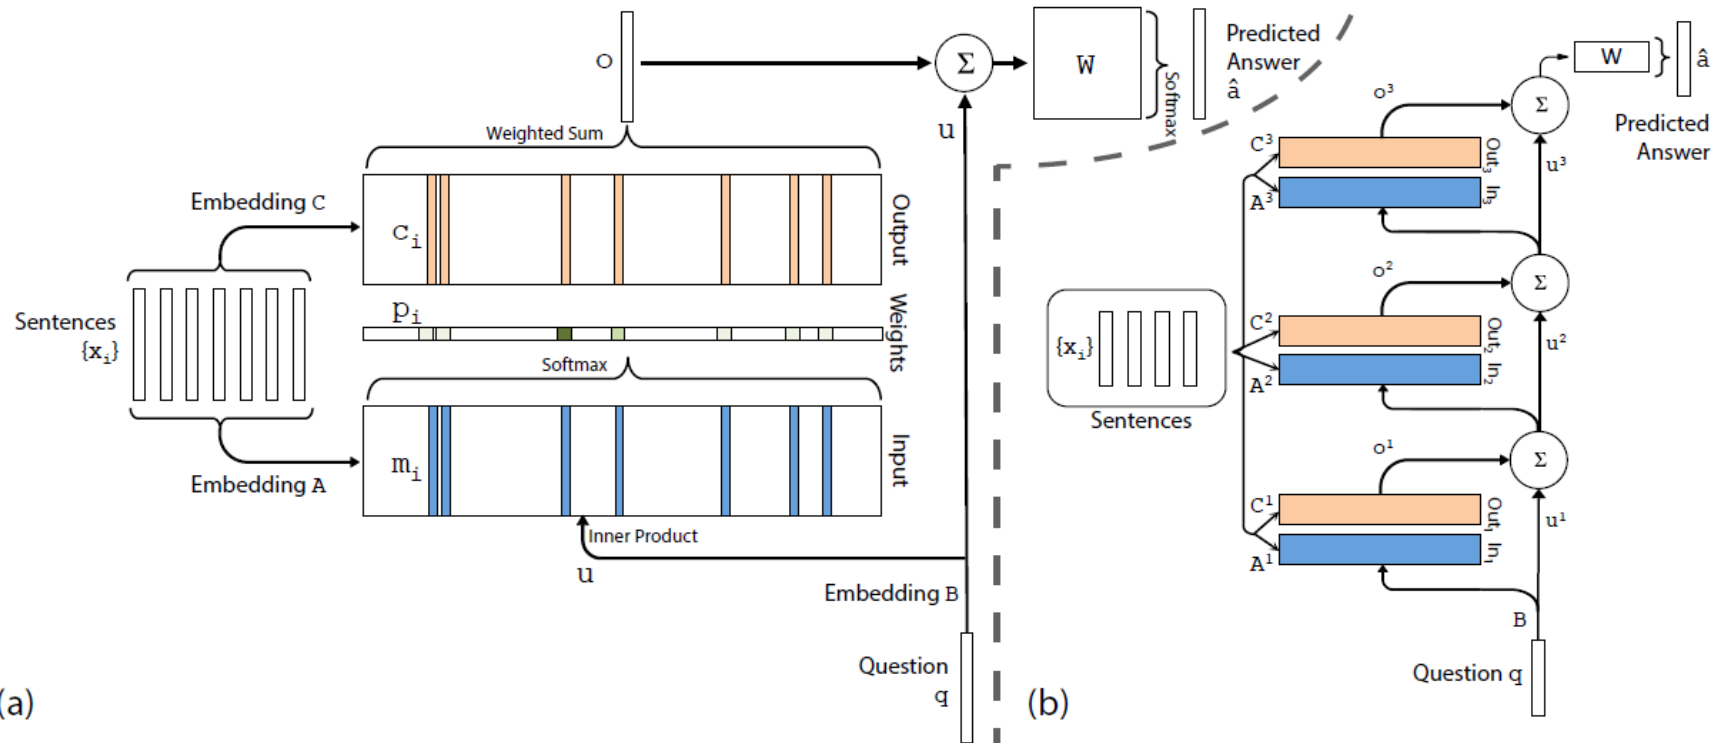 o
Σ
W
Softmax
Predicted
Answer
â
u
Weighted Sum
Embedding C
c_i
Output
Sentences
{x_i}
p_i
Weights
Softmax
m_i
Input
Embedding A
Inner Product
u
Embedding B
Question
q
(a)
W
â
Predicted
Answer
o³
Σ
C³
Out₃
A³
In₃
u³
o²
Σ
C²
Out₂
A²
In₂
u²
{x_i}
Sentences
o¹
Σ
C¹
Out₁
A¹
In₁
u¹
B
Question q
(b)